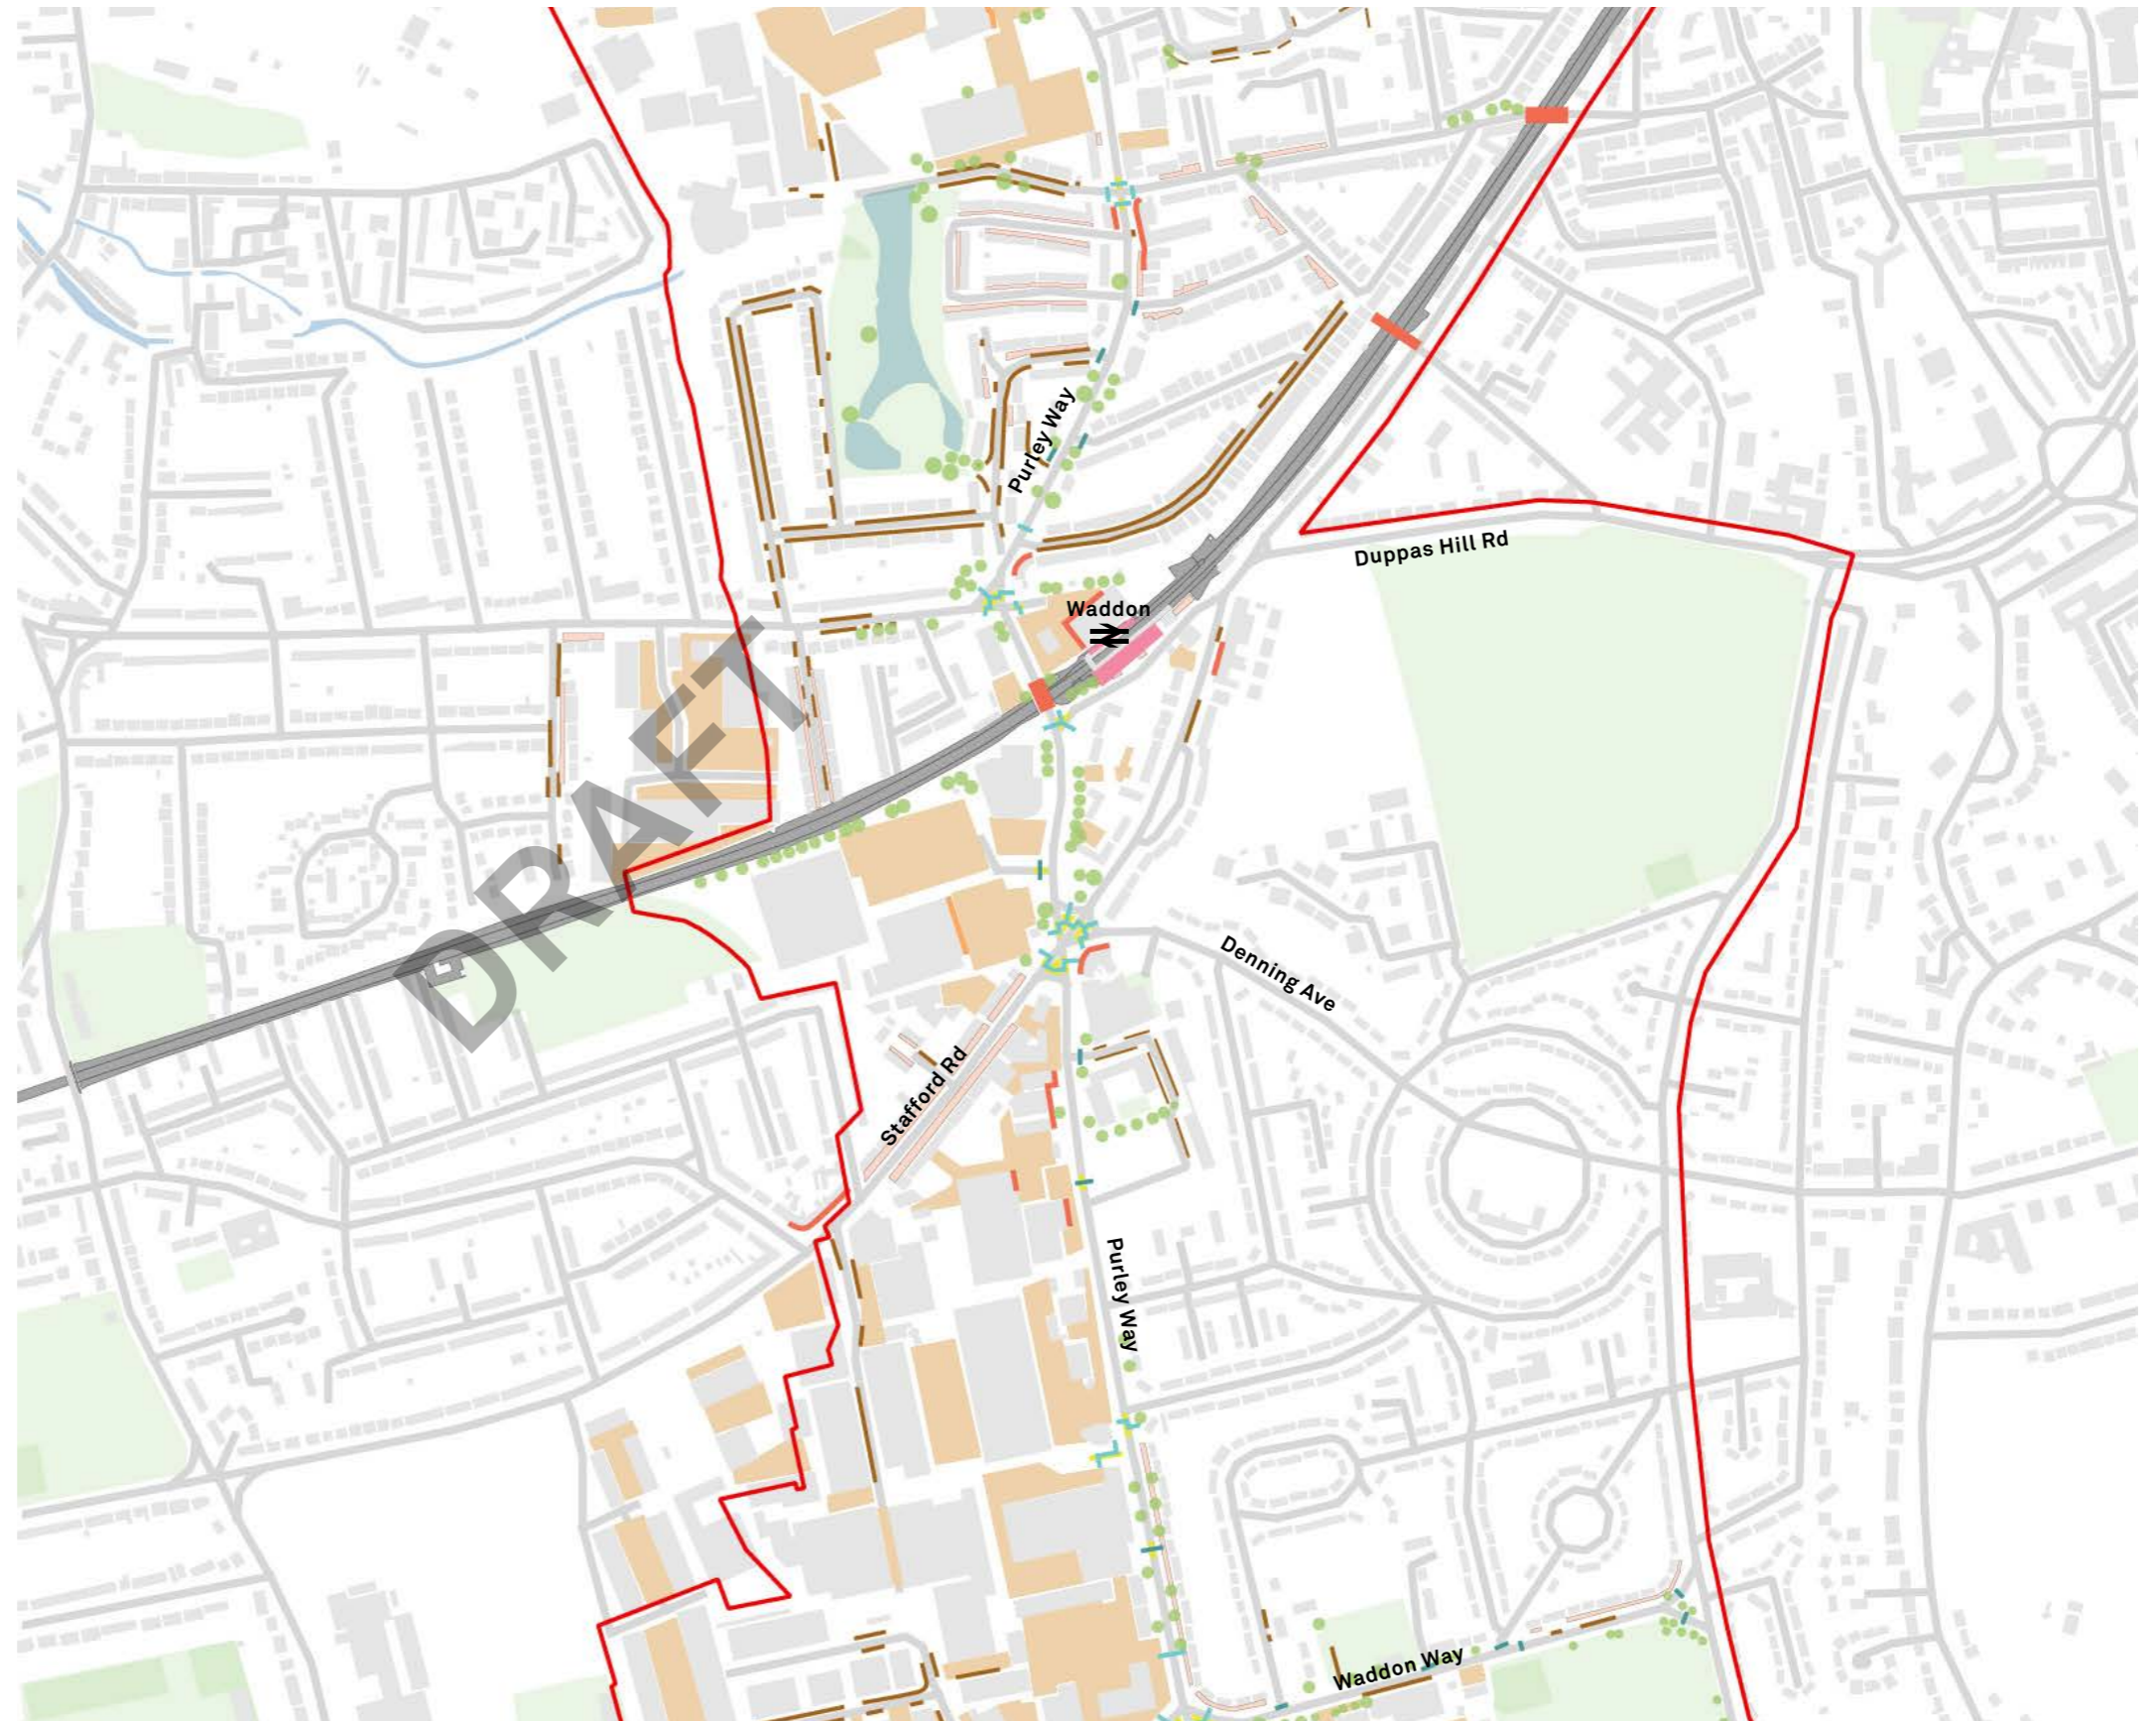 Purley Way
Duppas Hill Rd
Waddon
DRAFT
Denning Ave
Stafford Rd
Purley Way
Waddon Way